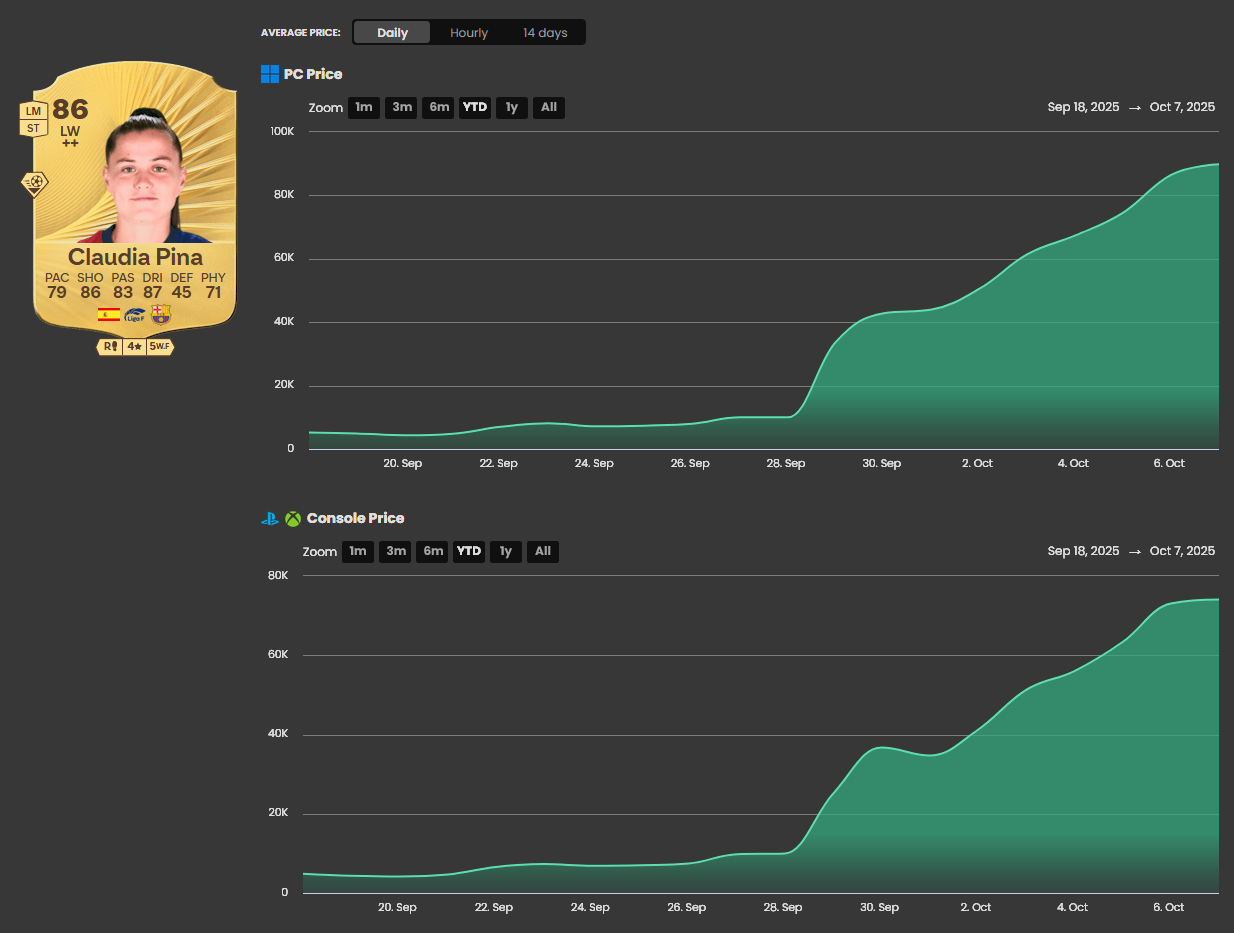 AVERAGE PRICE: Daily Hourly 14 days
PC Price
Zoom 1m 3m 6m YTD 1y All Sep 18, 2025 → Oct 7, 2025
100K
80K
60K
40K
20K
0
20. Sep 22. Sep 24. Sep 26. Sep 28. Sep 30. Sep 2. Oct 4. Oct 6. Oct
LM
ST
86
LW
++
Claudia Pina
PAC SHO PAS DRI DEF PHY
79 86 83 87 45 71
Liga F
R 4★ 5W.F
Console Price
Zoom 1m 3m 6m YTD 1y All Sep 18, 2025 → Oct 7, 2025
80K
60K
40K
20K
0
20. Sep 22. Sep 24. Sep 26. Sep 28. Sep 30. Sep 2. Oct 4. Oct 6. Oct